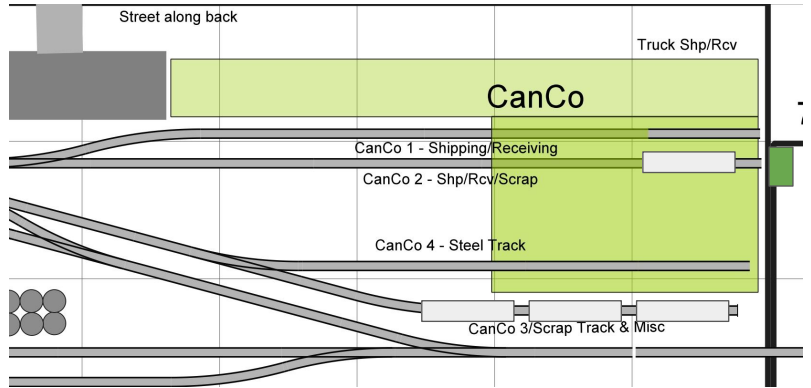 Street along back
Truck Shp/Rcv
CanCo
CanCo 1 - Shipping/Receiving
CanCo 2 - Shp/Rcv/Scrap
CanCo 4 - Steel Track
CanCo 3/Scrap Track & Misc